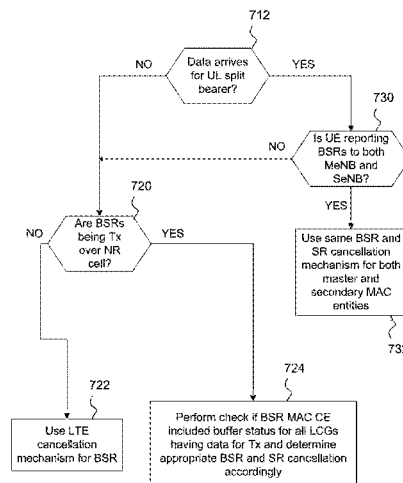 712
Data arrives
for UL split
bearer?
NO
YES
730
Is UE reporting
BSRs to both
MeNB and
SeNB?
NO
YES
720
Are BSRs
being Tx
over NR
cell?
NO
YES
Use same BSR and
SR cancellation
mechanism for both
master and
secondary MAC
entities
732
724
722
Use LTE
cancellation
mechanism for BSR
Perform check if BSR MAC CE
included buffer status for all LCGs
having data for Tx and determine
appropriate BSR and SR cancellation
accordingly